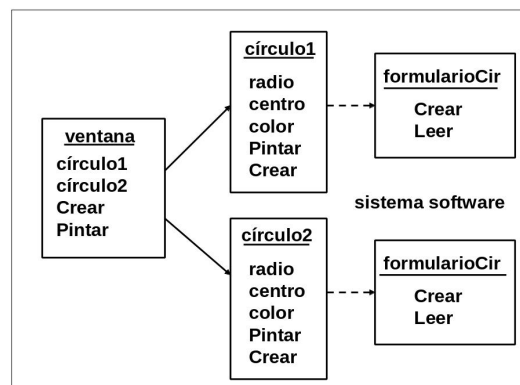 ventana
círculo1
círculo2
Crear
Pintar
círculo1
radio
centro
color
Pintar
Crear
formularioCir
Crear
Leer
sistema software
círculo2
radio
centro
color
Pintar
Crear
formularioCir
Crear
Leer